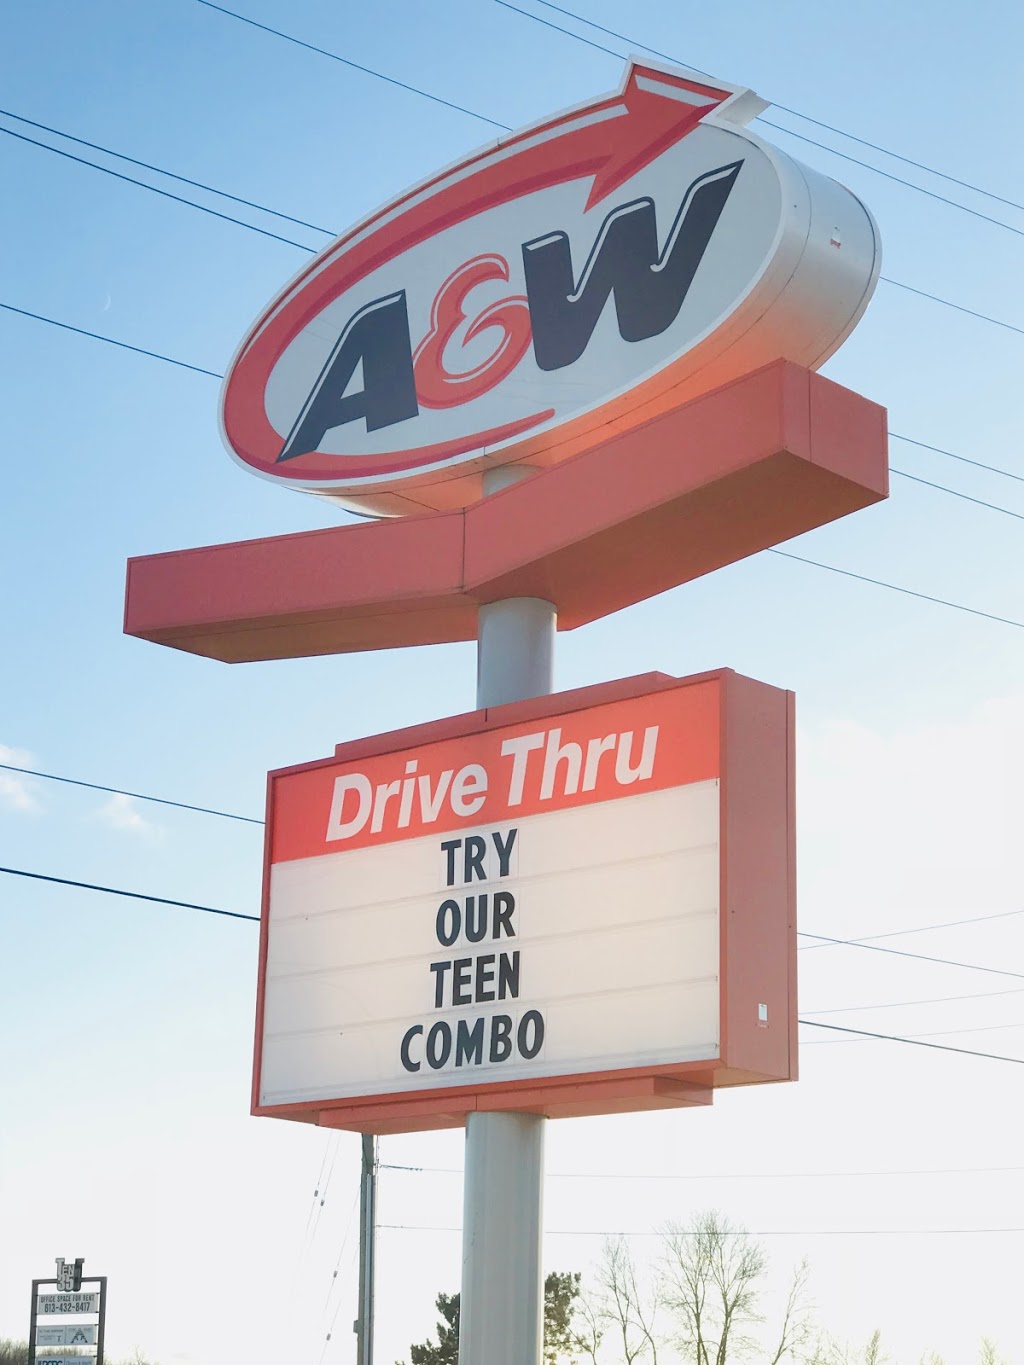 A&W
Drive Thru
TRY
OUR
TEEN
COMBO
OFFICE SPACE FOR RENT
613-432-8417